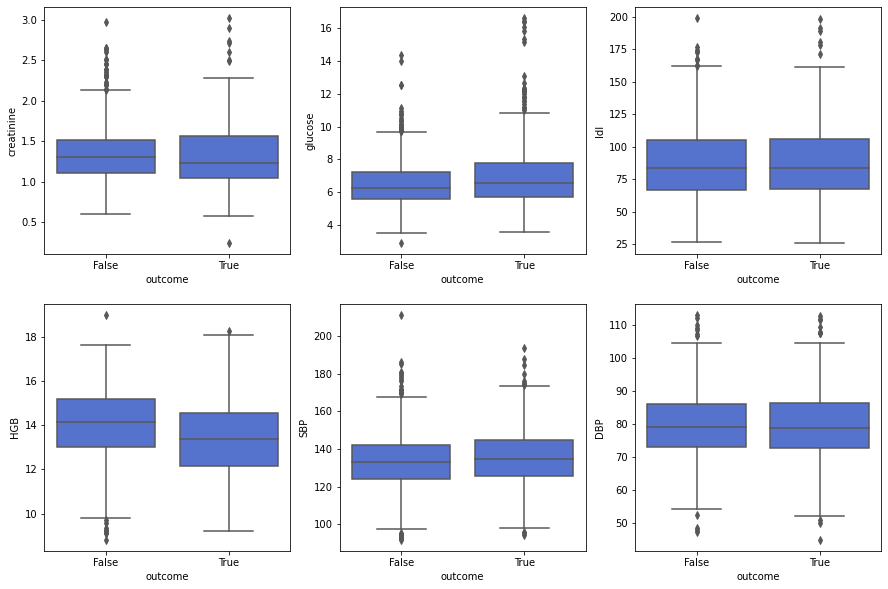 creatinine
3.0
2.5
2.0
1.5
1.0
0.5
False
True
outcome
glucose
16
14
12
10
8
6
4
False
True
outcome
ldl
200
175
150
125
100
75
50
25
False
True
outcome
HGB
18
16
14
12
10
False
True
outcome
SBP
200
180
160
140
120
100
False
True
outcome
DBP
110
100
90
80
70
60
50
False
True
outcome